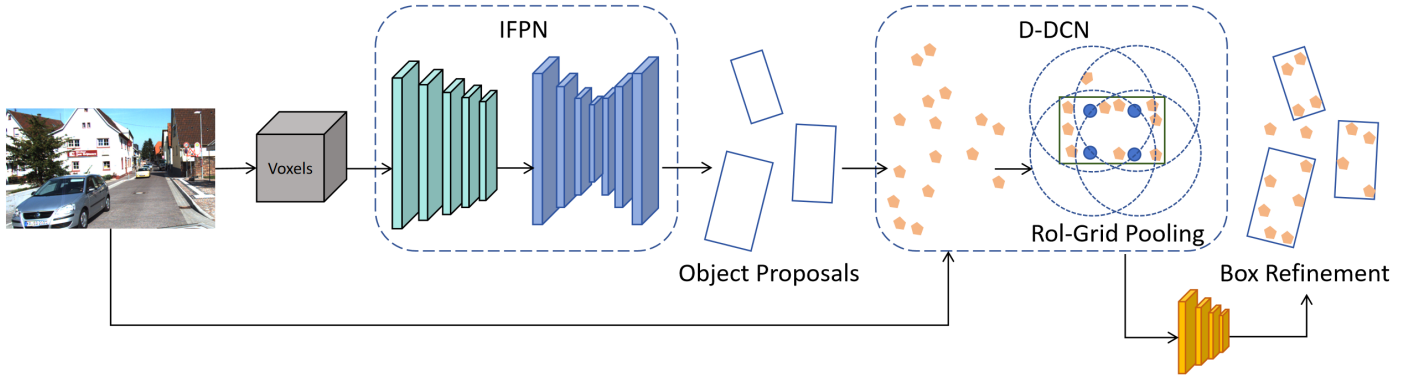 IFPN
D-DCN
Voxels
RoI-Grid Pooling
Object Proposals
Box Refinement